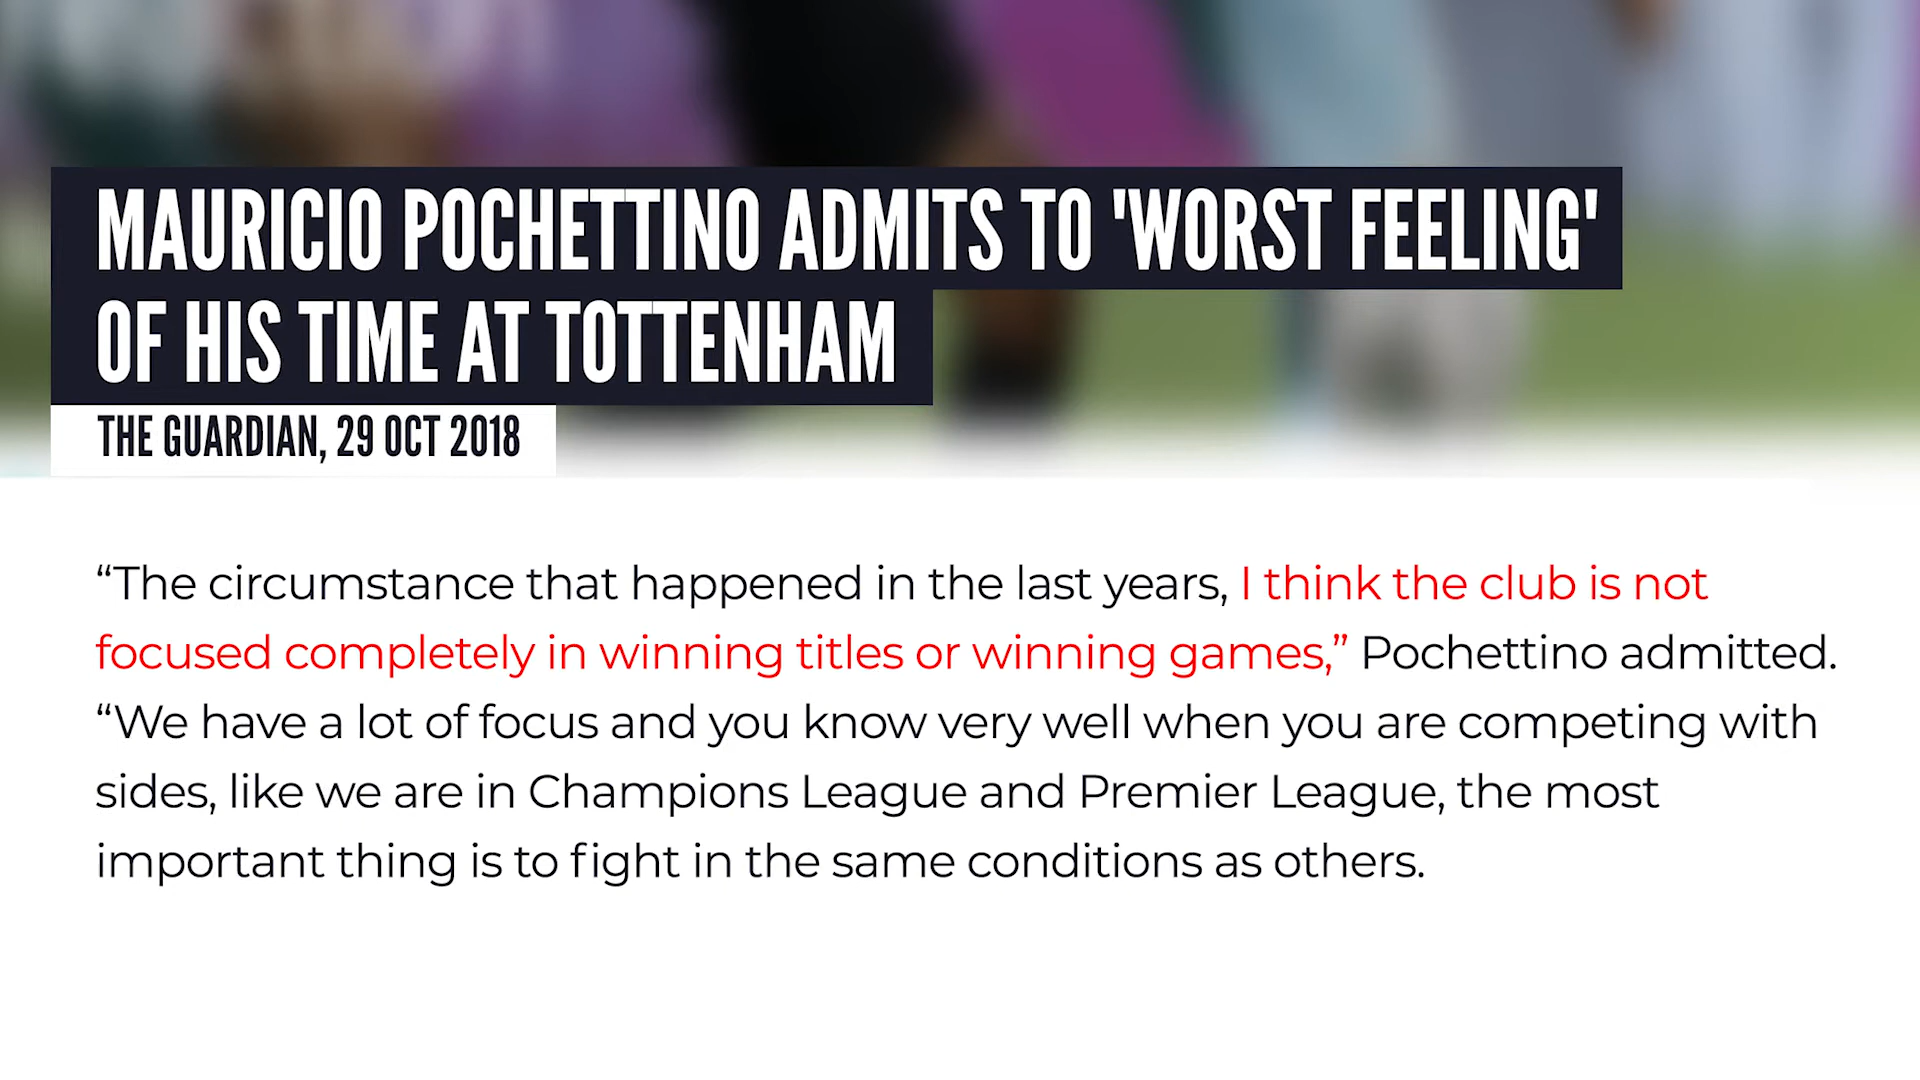 MAURICIO POCHETTINO ADMITS TO 'WORST FEELING'
OF HIS TIME AT TOTTENHAM
THE GUARDIAN, 29 OCT 2018
“The circumstance that happened in the last years, I think the club is not
focused completely in winning titles or winning games,” Pochettino admitted.
“We have a lot of focus and you know very well when you are competing with
sides, like we are in Champions League and Premier League, the most
important thing is to fight in the same conditions as others.